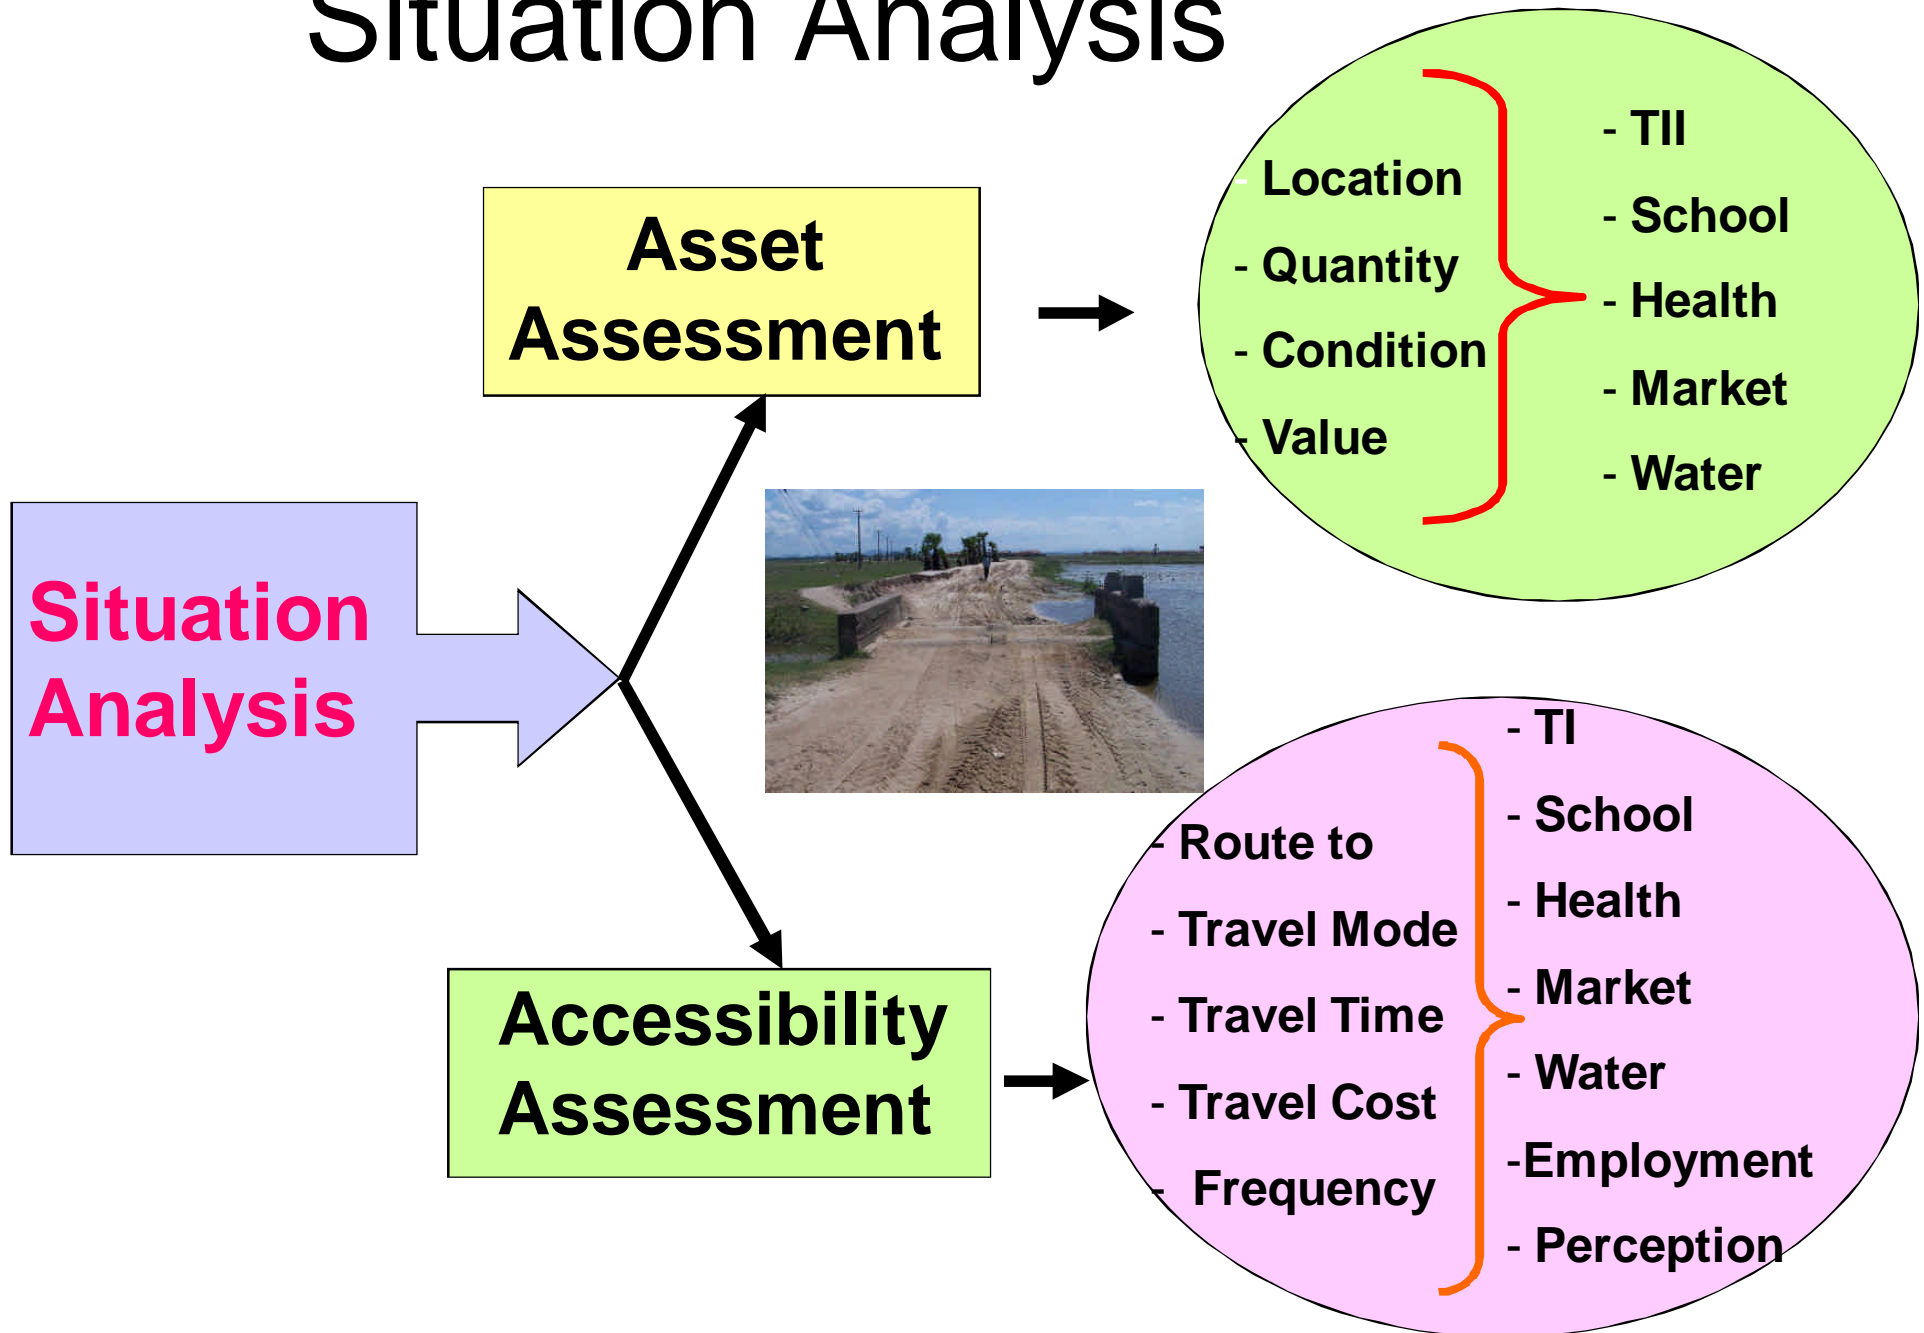 Situation Analysis
Asset
Assessment
- Location
- Quantity
- Condition
- Value
- TII
- School
- Health
- Market
- Water
Situation
Analysis
Accessibility
Assessment
- Route to
- Travel Mode
- Travel Time
- Travel Cost
- Frequency
- TI
- School
- Health
- Market
- Water
-Employment
- Perception